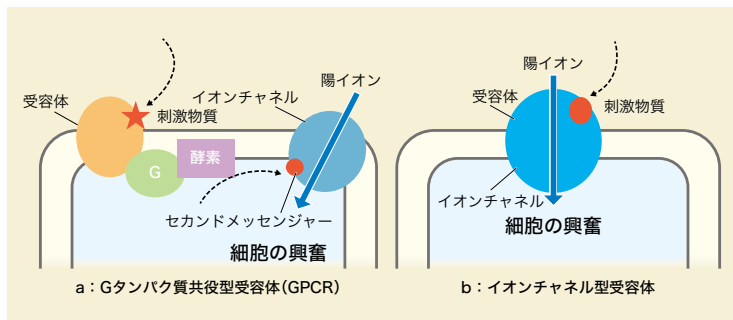 受容体
刺激物質
イオンチャネル
陽イオン
G
酵素
セカンドメッセンジャー
細胞の興奮
a：Gタンパク質共役型受容体（GPCR）
陽イオン
受容体
刺激物質
イオンチャネル
細胞の興奮
b：イオンチャネル型受容体